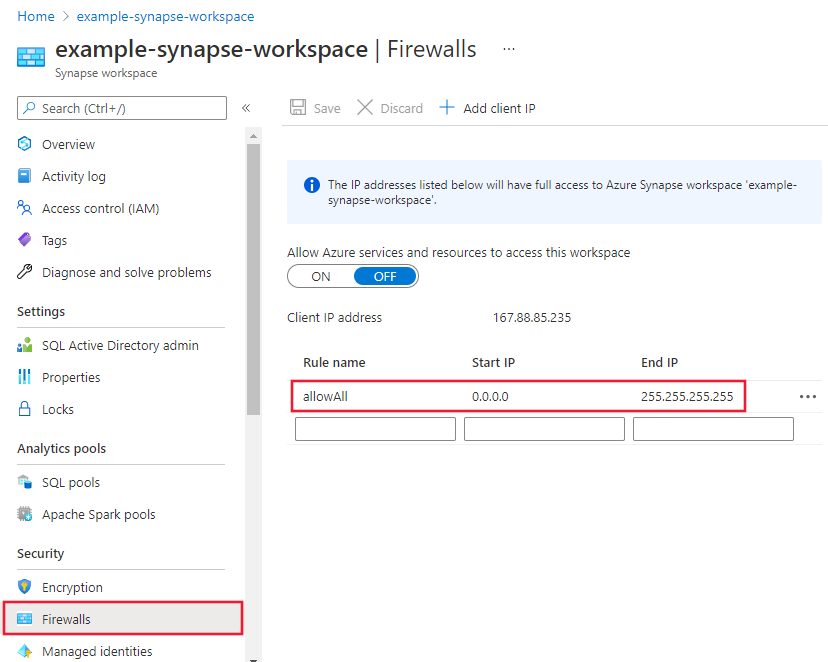 Home > example-synapse-workspace
example-synapse-workspace | Firewalls ...
Synapse workspace
Search (Ctrl+/)
«
Overview
Activity log
Access control (IAM)
Tags
Diagnose and solve problems
Settings
SQL Active Directory admin
Properties
Locks
Analytics pools
SQL pools
Apache Spark pools
Security
Encryption
Firewalls
Managed identities
Save Discard + Add client IP
The IP addresses listed below will have full access to Azure Synapse workspace 'example-
synapse-workspace'.
Allow Azure services and resources to access this workspace
ON OFF
Client IP address 167.88.85.235
Rule name Start IP End IP
allowAll 0.0.0.0 255.255.255.255 ...